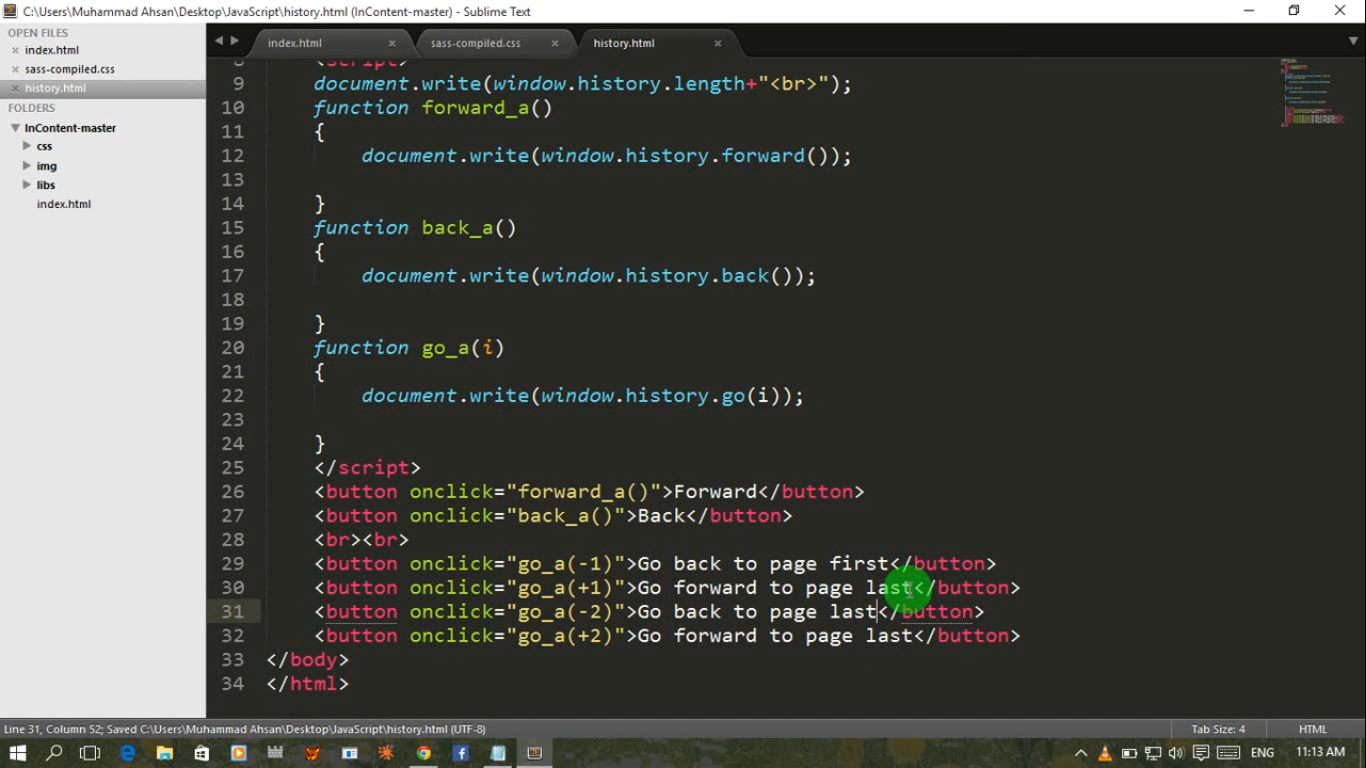 C:\Users\Muhammad Ahsan\Desktop\JavaScript\history.html (InContent-master) - Sublime Text
OPEN FILES
index.html
sass-compiled.css
history.html
FOLDERS
InContent-master
css
img
libs
index.html
index.html
sass-compiled.css
history.html
8 <script>
9 document.write(window.history.length+"<br>");
10 function forward_a()
11 {
12 document.write(window.history.forward());
13
14 }
15 function back_a()
16 {
17 document.write(window.history.back());
18
19 }
20 function go_a(i)
21 {
22 document.write(window.history.go(i));
23
24 }
25 </script>
26 <button onclick="forward_a()">Forward</button>
27 <button onclick="back_a()">Back</button>
28 <br><br>
29 <button onclick="go_a(-1)">Go back to page first</button>
30 <button onclick="go_a(+1)">Go forward to page last</button>
31 <button onclick="go_a(-2)">Go back to page last</button>
32 <button onclick="go_a(+2)">Go forward to page last</button>
33 </body>
34 </html>
Line 31, Column 52; Saved C:\Users\Muhammad Ahsan\Desktop\JavaScript\history.html (UTF-8)
Tab Size: 4
HTML
ENG
11:13 AM